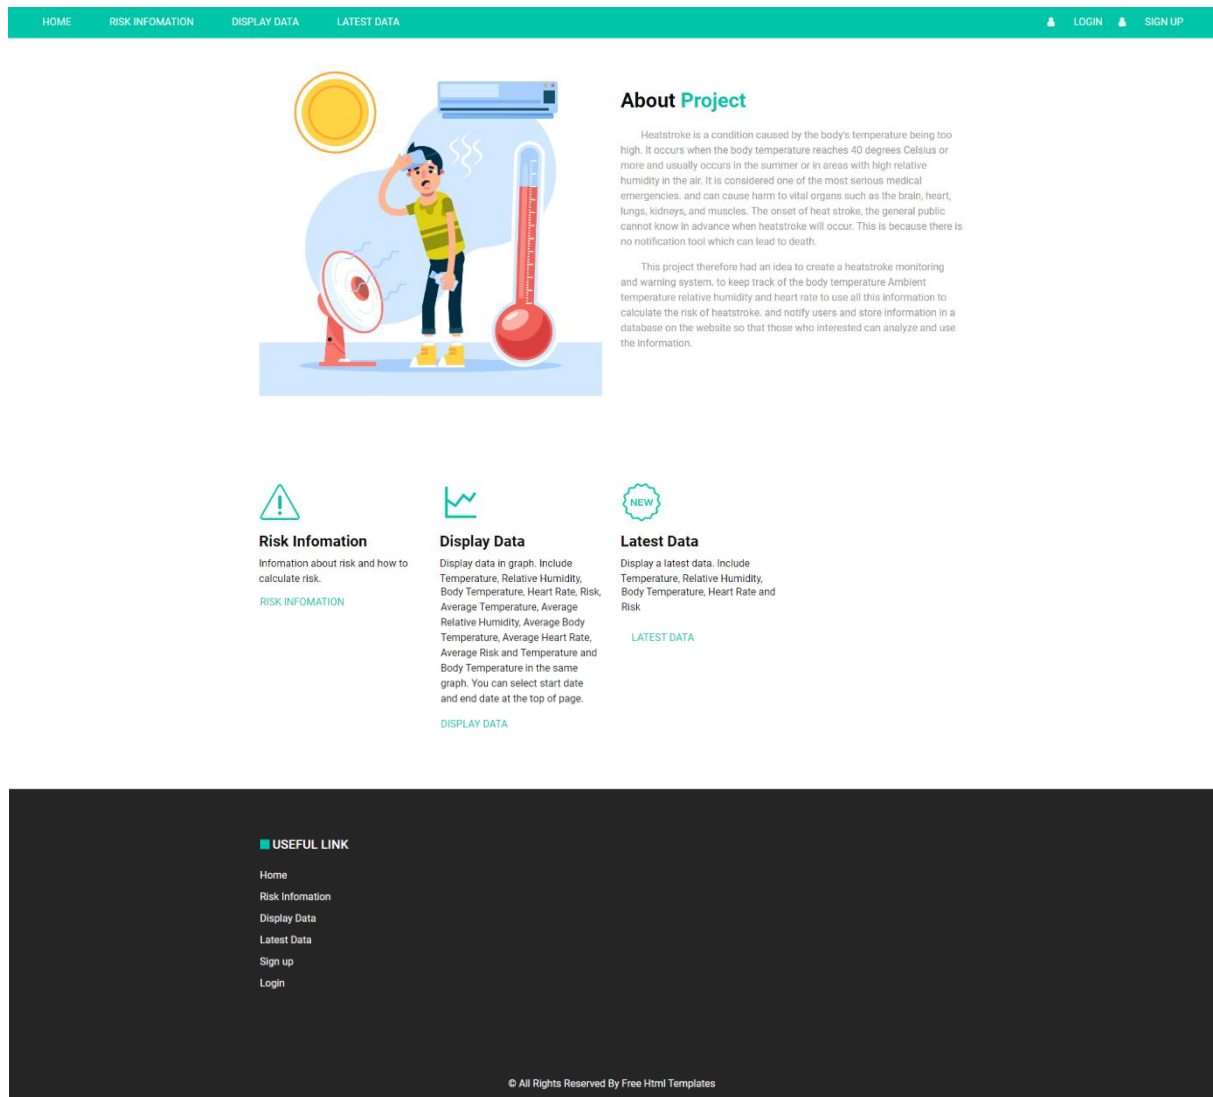 HOME RISK INFOMATION DISPLAY DATA LATEST DATA LOGIN SIGN UP
About Project
Heatstroke is a condition caused by the body's temperature being too
high. It occurs when the body temperature reaches 40 degrees Celsius or
more and usually occurs in the summer or in areas with high relative
humidity in the air. It is considered one of the most serious medical
emergencies. and can cause harm to vital organs such as the brain, heart,
lungs, kidneys, and muscles. The onset of heat stroke, the general public
cannot know in advance when heatstroke will occur. This is because there is
no notification tool which can lead to death.
This project therefore had an idea to create a heatstroke monitoring
and warning system. to keep track of the body temperature Ambient
temperature relative humidity and heart rate to use all this information to
calculate the risk of heatstroke. and notify users and store information in a
database on the website so that those who interested can analyze and use
the information.
Risk Infomation
Infomation about risk and how to
calculate risk.
RISK INFOMATION
Display Data
Display data in graph. Include
Temperature, Relative Humidity,
Body Temperature, Heart Rate, Risk,
Average Temperature, Average
Relative Humidity, Average Body
Temperature, Average Heart Rate,
Average Risk and Temperature and
Body Temperature in the same
graph. You can select start date
and end date at the top of page.
DISPLAY DATA
NEW
Latest Data
Display a latest data. Include
Temperature, Relative Humidity,
Body Temperature, Heart Rate and
Risk
LATEST DATA
USEFUL LINK
Home
Risk Infomation
Display Data
Latest Data
Sign up
Login
© All Rights Reserved By Free Html Templates